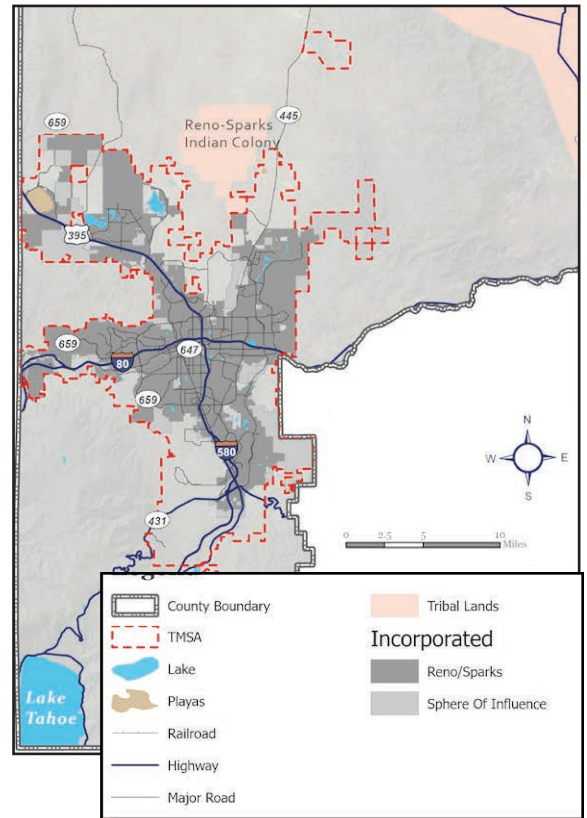 659
445
Reno-Sparks
Indian Colony
395
659
647
80
659
580
N
W E
S
431
0 2.5 5 10
Miles
Lake
Tahoe
County Boundary
TMSA
Lake
Playas
Railroad
Highway
Major Road
Tribal Lands
Incorporated
Reno/Sparks
Sphere Of Influence